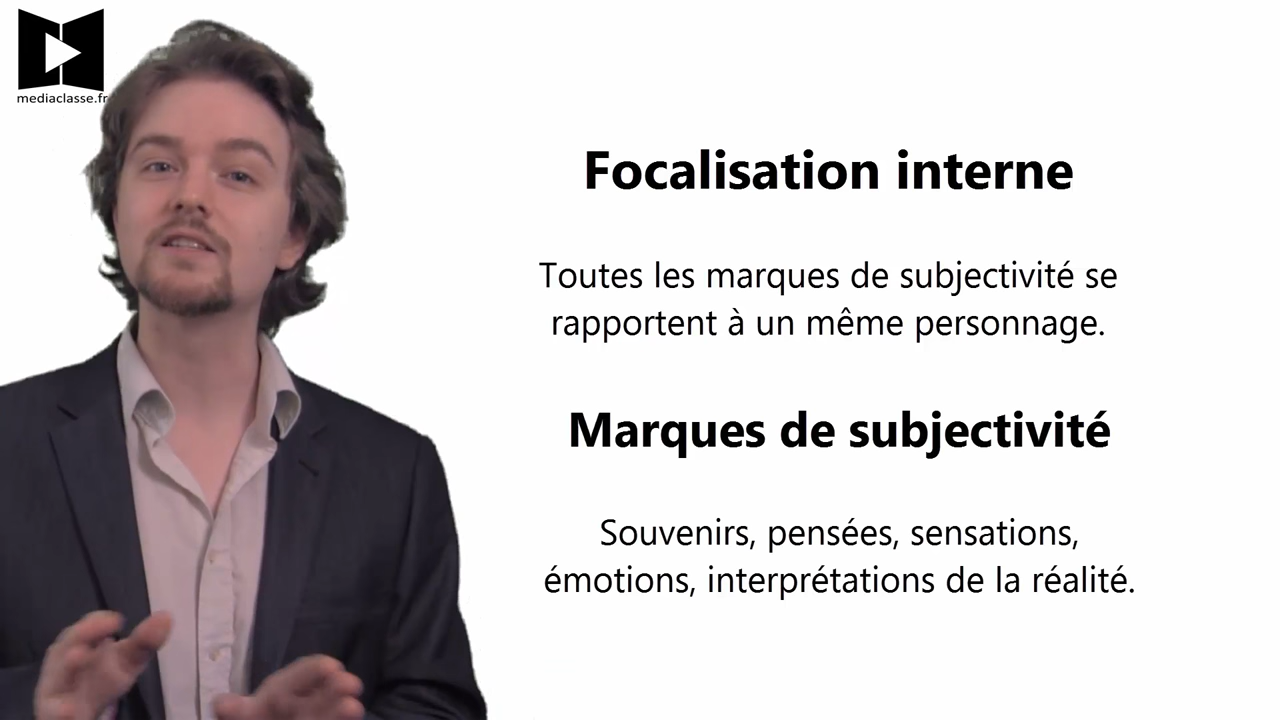 mediaclasse.fr
Focalisation interne
Toutes les marques de subjectivité se
rapportent à un même personnage.
Marques de subjectivité
Souvenirs, pensées, sensations,
émotions, interprétations de la réalité.